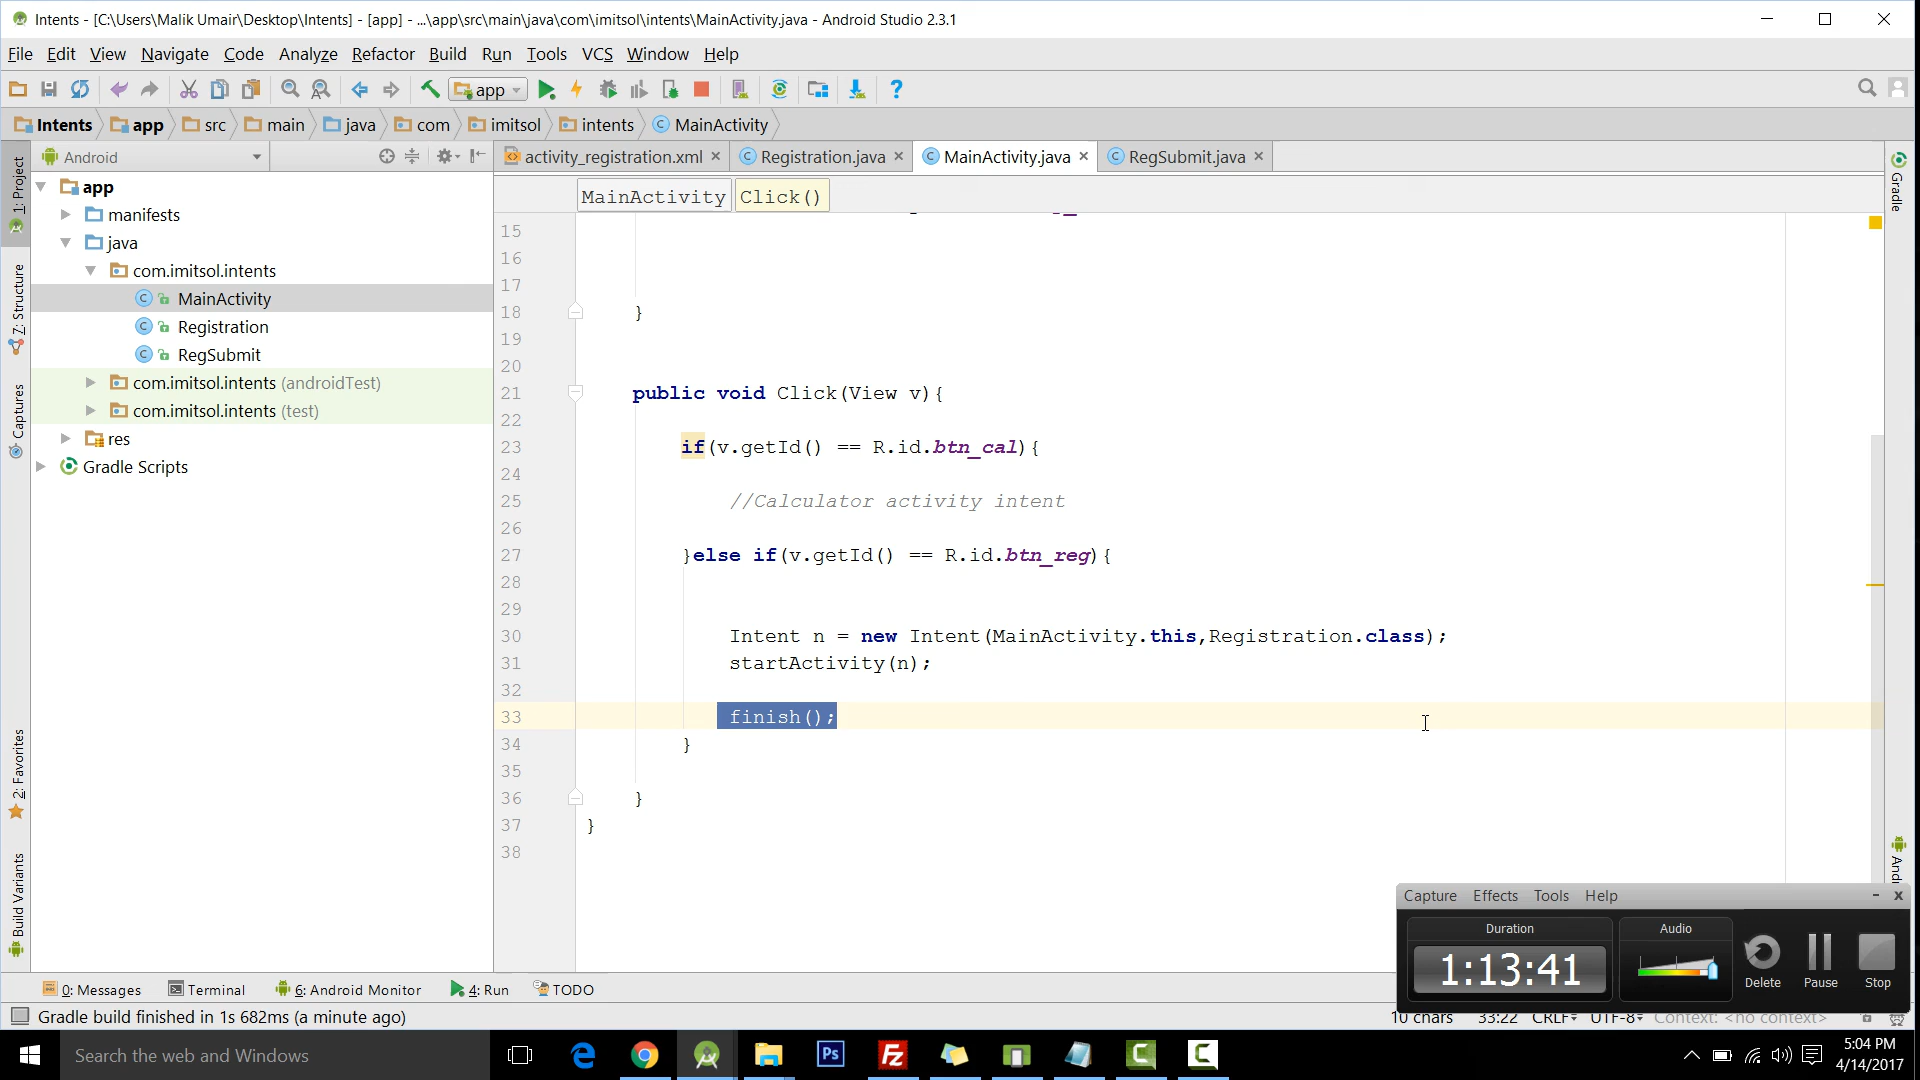 Intents - [C:\Users\Malik Umair\Desktop\Intents] - [app] - ...\app\src\main\java\com\imitsol\intents\MainActivity.java - Android Studio 2.3.1
File Edit View Navigate Code Analyze Refactor Build Run Tools VCS Window Help
app
Intents app src main java com imitsol intents MainActivity
Android
activity_registration.xml Registration.java MainActivity.java RegSubmit.java
MainActivity Click()
1: Project
7: Structure
Captures
2: Favorites
Build Variants
app
manifests
java
com.imitsol.intents
MainActivity
Registration
RegSubmit
com.imitsol.intents (androidTest)
com.imitsol.intents (test)
res
Gradle Scripts
15
16
17
18 }
19
20
21 public void Click(View v){
22
23 if(v.getId() == R.id.btn_cal){
24
25 //Calculator activity intent
26
27 }else if(v.getId() == R.id.btn_reg){
28
29
30 Intent n = new Intent(MainActivity.this,Registration.class);
31 startActivity(n);
32
33 finish();
34 }
35
36 }
37 }
38
Gradle
Capture Effects Tools Help
Duration
1:13:41
Audio
Delete Pause Stop
0: Messages Terminal 6: Android Monitor 4: Run TODO
Gradle build finished in 1s 682ms (a minute ago)
10 chars 33:22 CRLF UTF-8 Context: <no context>
Search the web and Windows
Ps
Fz
5:04 PM
4/14/2017